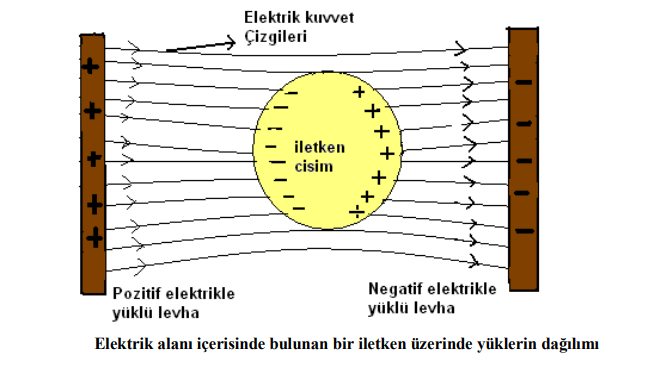 Elektrik kuvvet
Çizgileri
iletken
cisim
Pozitif elektrikle
yüklü levha
Negatif elektrikle
yüklü levha
Elektrik alanı içerisinde bulunan bir iletken üzerinde yüklerin dağılımı